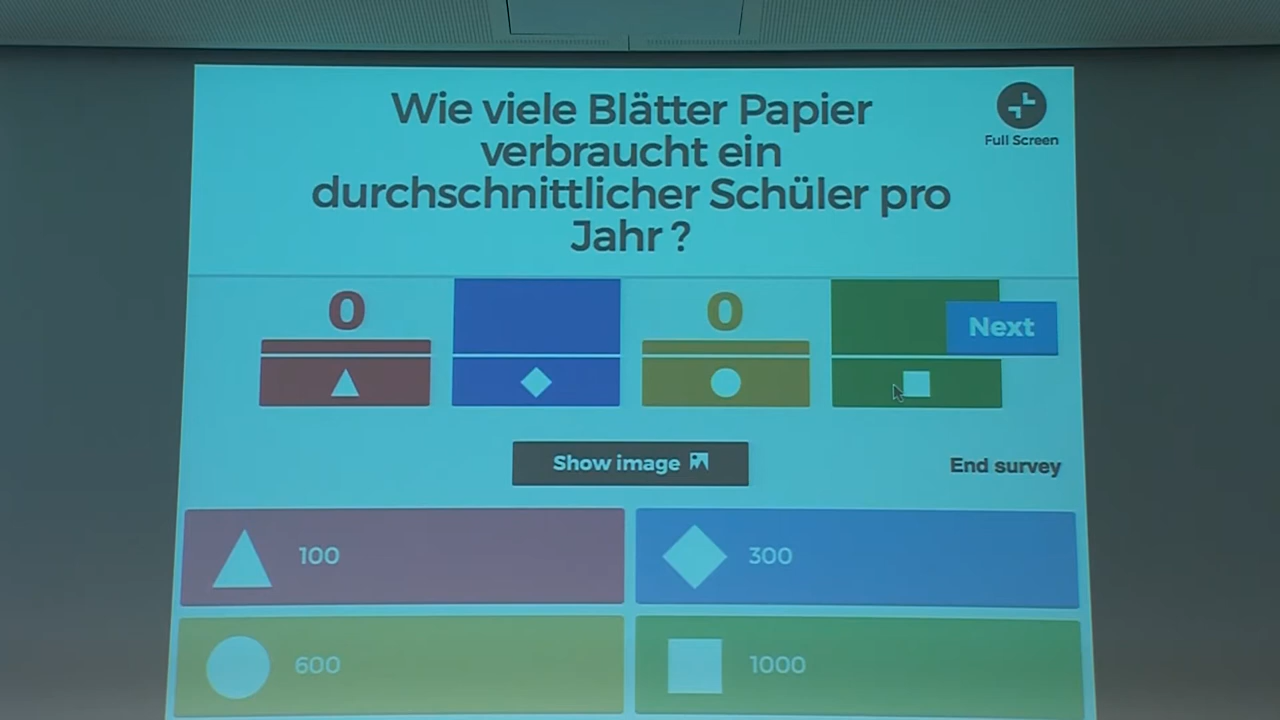 Wie viele Blätter Papier
verbraucht ein
durchschnittlicher Schüler pro
Jahr ?
Full Screen
0
0
Next
Show image
End survey
100
300
600
1000